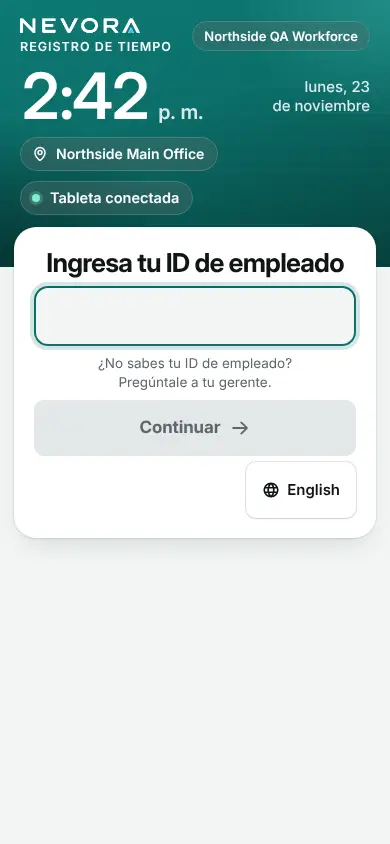 NEVORA
REGISTRO DE TIEMPO
Northside QA Workforce
2:42 p. m.
lunes, 23
de noviembre
Northside Main Office
Tableta conectada
Ingresa tu ID de empleado
¿No sabes tu ID de empleado?
Pregúntale a tu gerente.
Continuar →
English